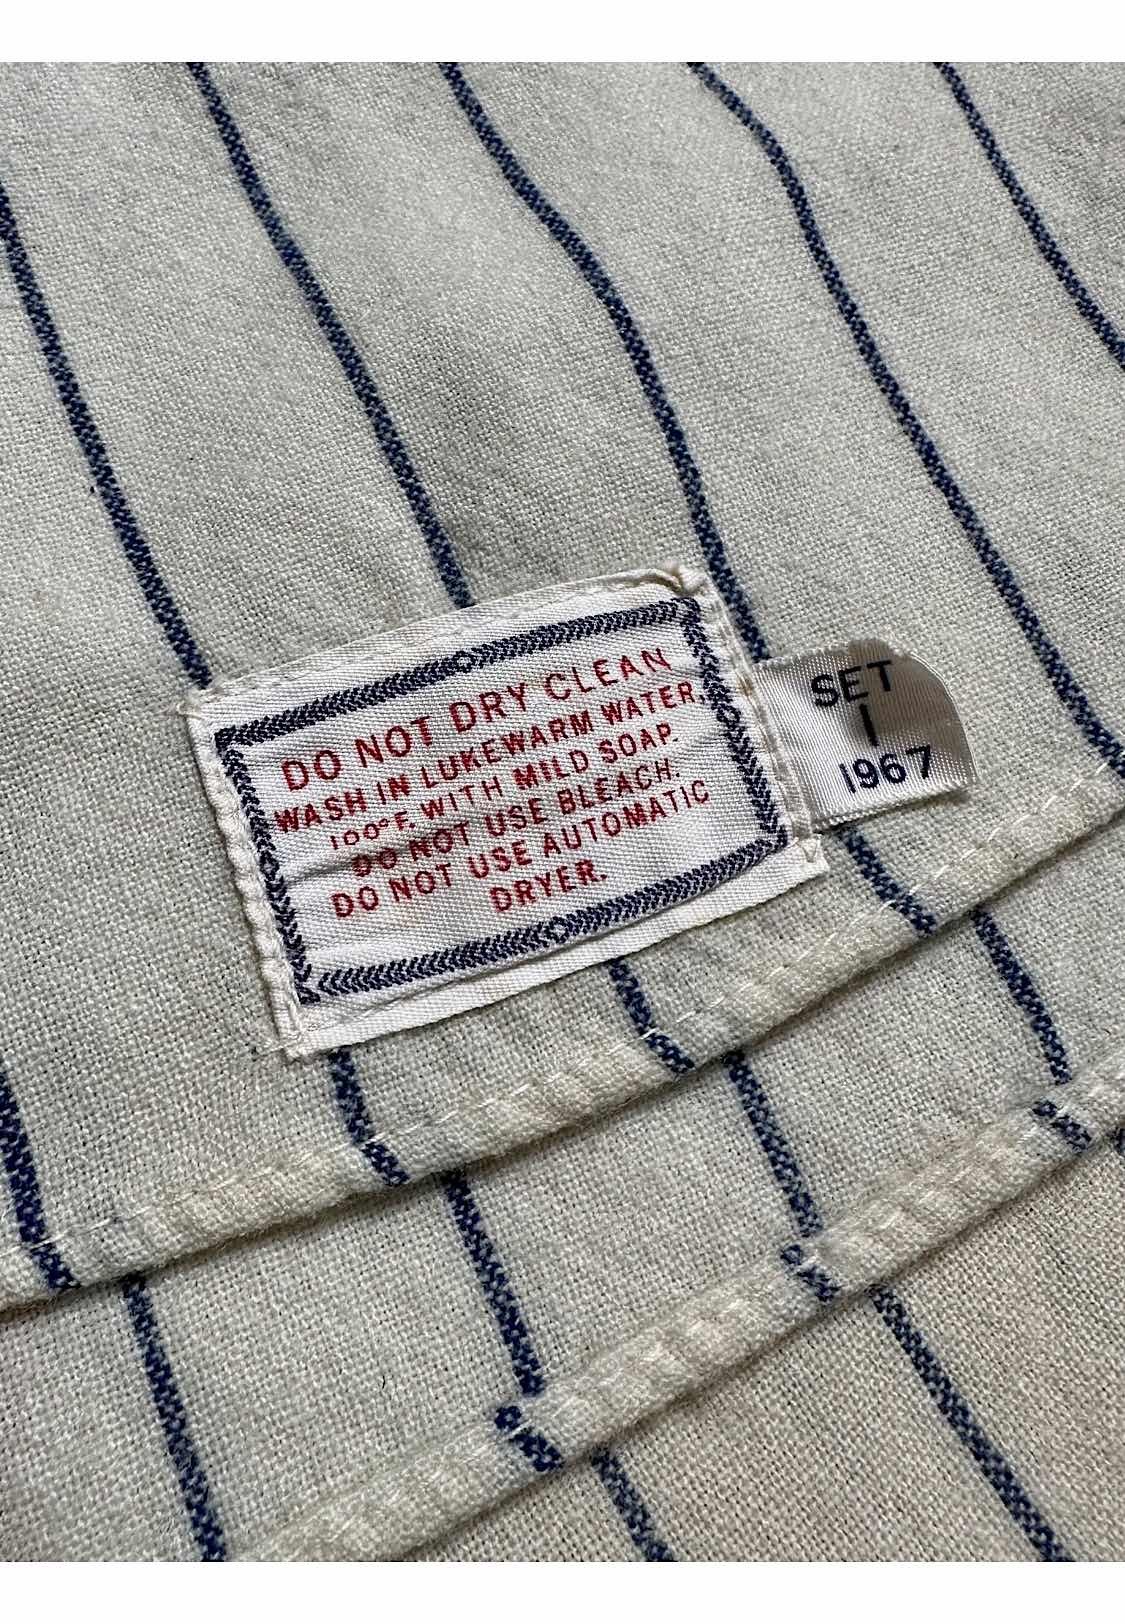 DO NOT DRY CLEAN
WASH IN LUKEWARM WATER,
100°F. WITH MILD SOAP.
DO NOT USE BLEACH.
DO NOT USE AUTOMATIC
DRYER.
SET
1
1967